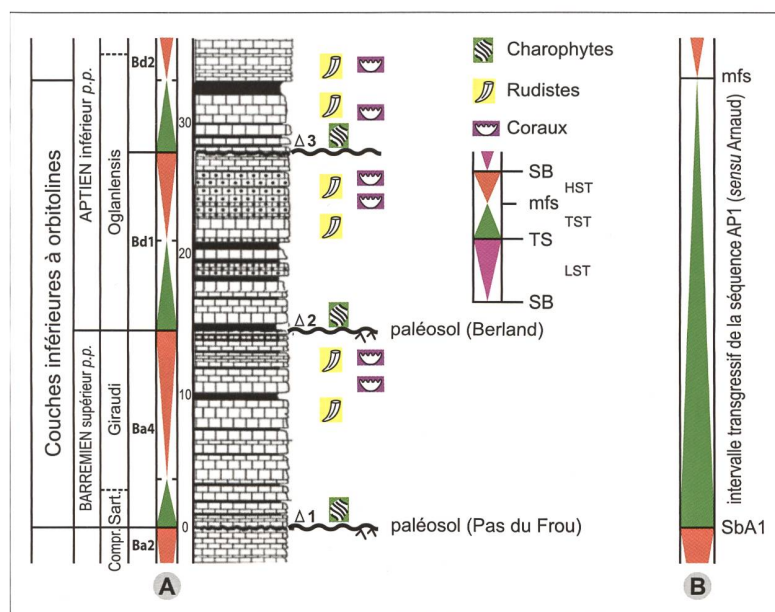 Couches inférieures à orbitolines
APTIEN inférieur p.p.
BARREMIEN supérieur p.p.
Oglanlensis
Giraudi
Sart.
Compr.
Bd2
Bd1
Ba4
Ba2
30
20
10
0
Δ3
Δ2
paléosol (Berland)
Δ1
paléosol (Pas du Frou)
Charophytes
Rudistes
Coraux
SB
HST
mfs
TST
TS
LST
SB
mfs
intervalle transgressif de la séquence AP1 (sensu Arnaud)
SbA1
A
B